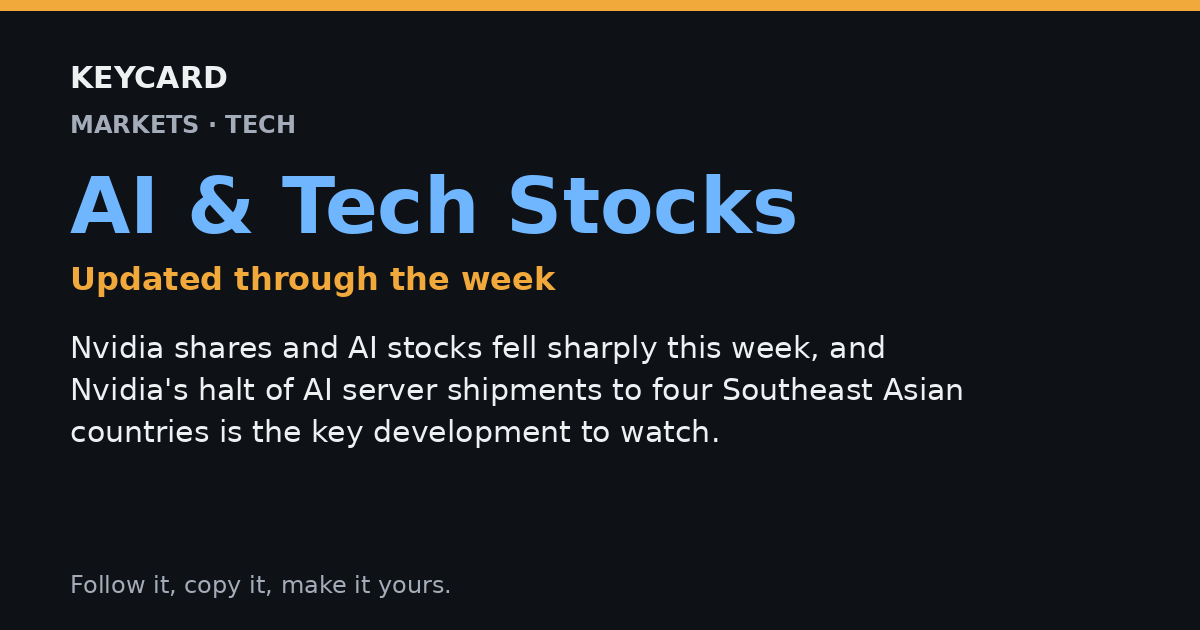 KEYCARD
MARKETS · TECH
AI & Tech Stocks
Updated through the week
Nvidia shares and AI stocks fell sharply this week, and
Nvidia's halt of AI server shipments to four Southeast Asian
countries is the key development to watch.
Follow it, copy it, make it yours.